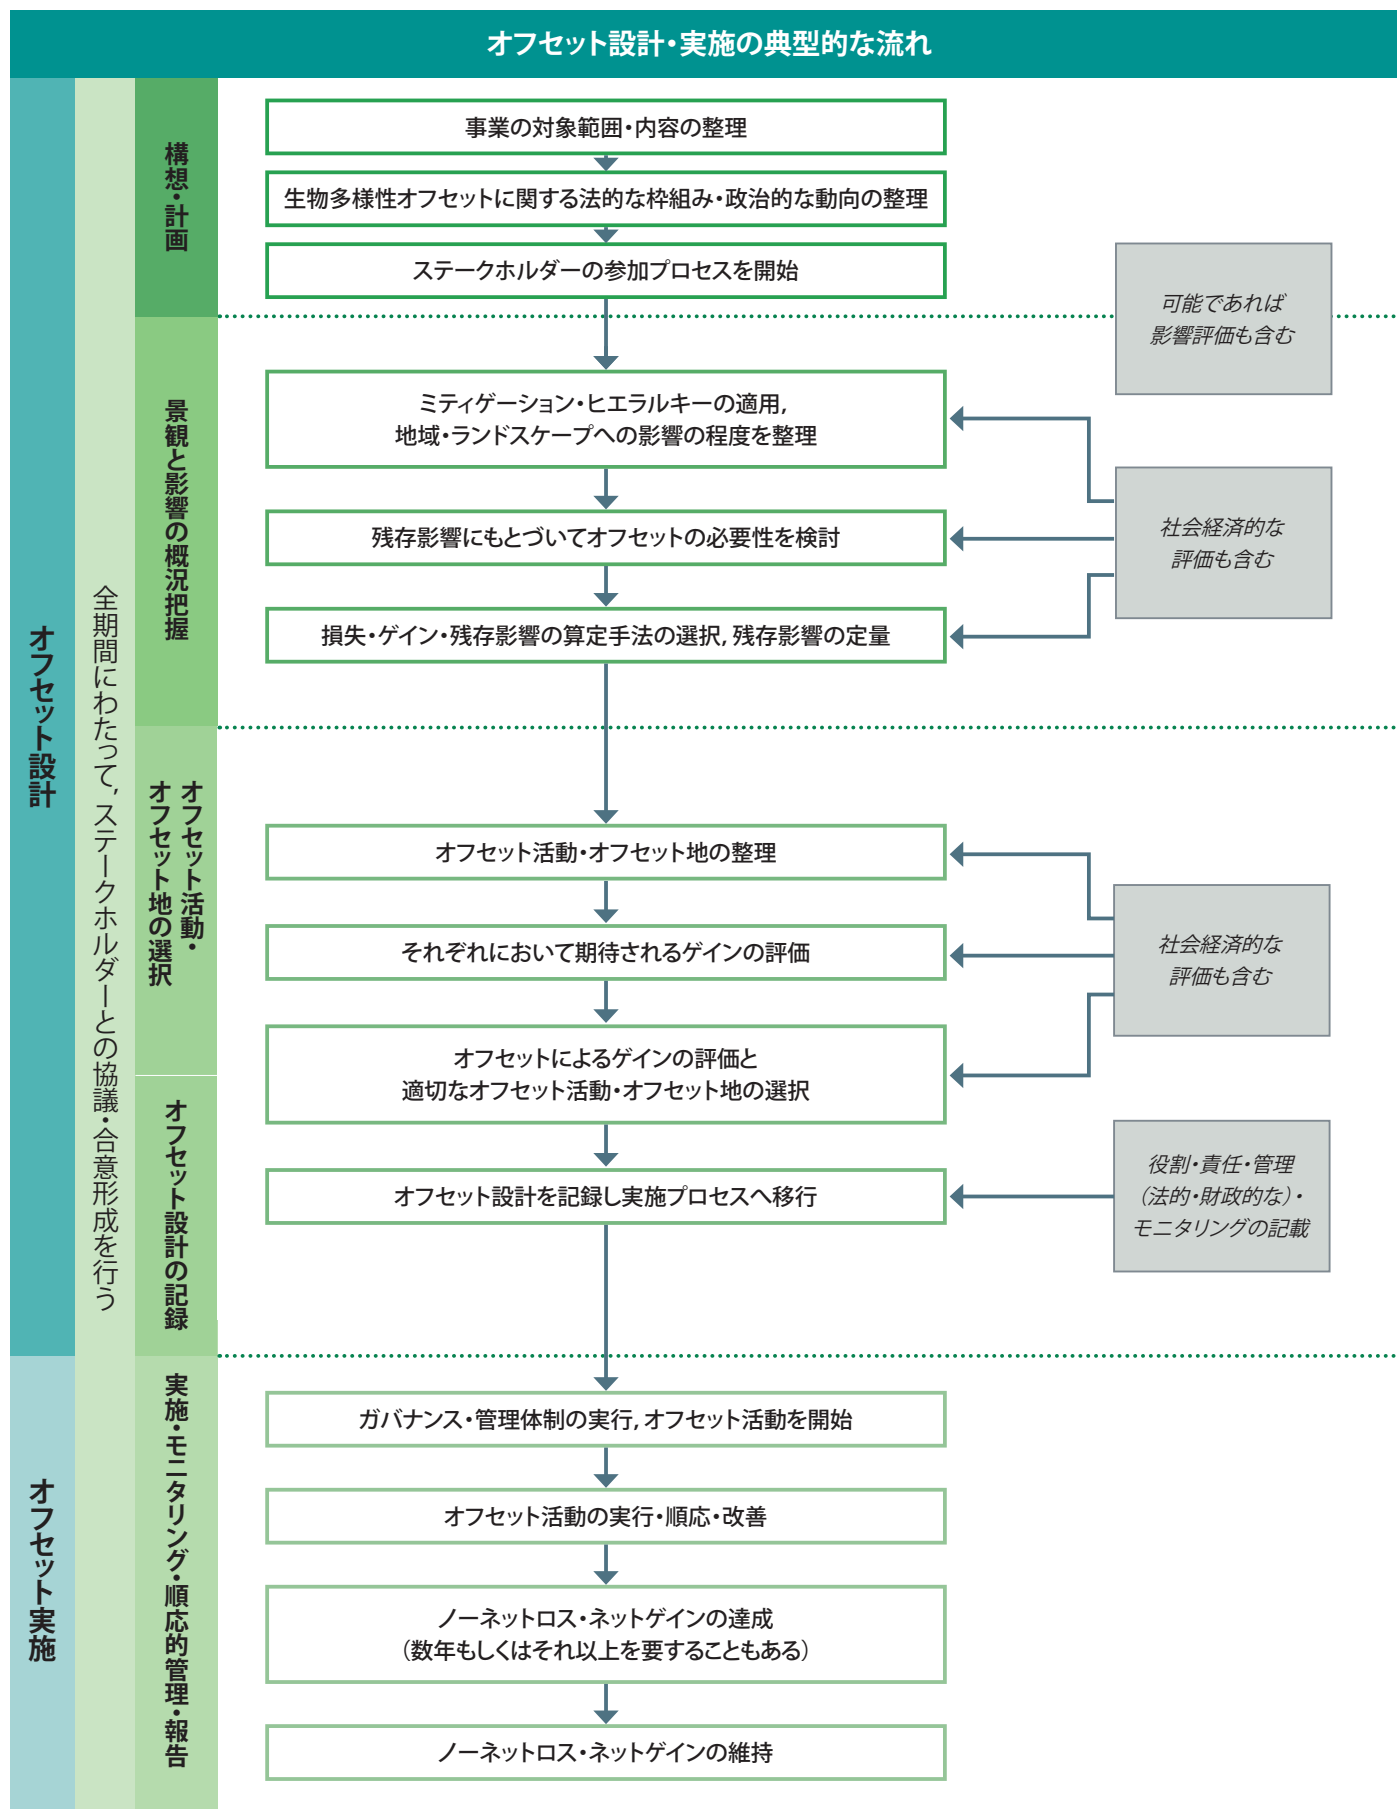 オフセット設計・実施の典型的な流れ
オフセット設計
オフセット実施
全期間にわたって，ステークホルダーとの協議・合意形成を行う
構想・計画
事業の対象範囲・内容の整理
生物多様性オフセットに関する法的な枠組み・政治的な動向の整理
ステークホルダーの参加プロセスを開始
可能であれば
影響評価も含む
景観と影響の概況把握
ミティゲーション・ヒエラルキーの適用，
地域・ランドスケープへの影響の程度を整理
残存影響にもとづいてオフセットの必要性を検討
損失・ゲイン・残存影響の算定手法の選択，残存影響の定量
社会経済的な
評価も含む
オフセット活動・
オフセット地の選択
オフセット活動・オフセット地の整理
それぞれにおいて期待されるゲインの評価
オフセットによるゲインの評価と
適切なオフセット活動・オフセット地の選択
社会経済的な
評価も含む
オフセット設計の記録
オフセット設計を記録し実施プロセスへ移行
役割・責任・管理
（法的・財政的な）・
モニタリングの記載
実施・モニタリング・順応的管理・報告
ガバナンス・管理体制の実行，オフセット活動を開始
オフセット活動の実行・順応・改善
ノーネットロス・ネットゲインの達成
（数年もしくはそれ以上を要することもある）
ノーネットロス・ネットゲインの維持